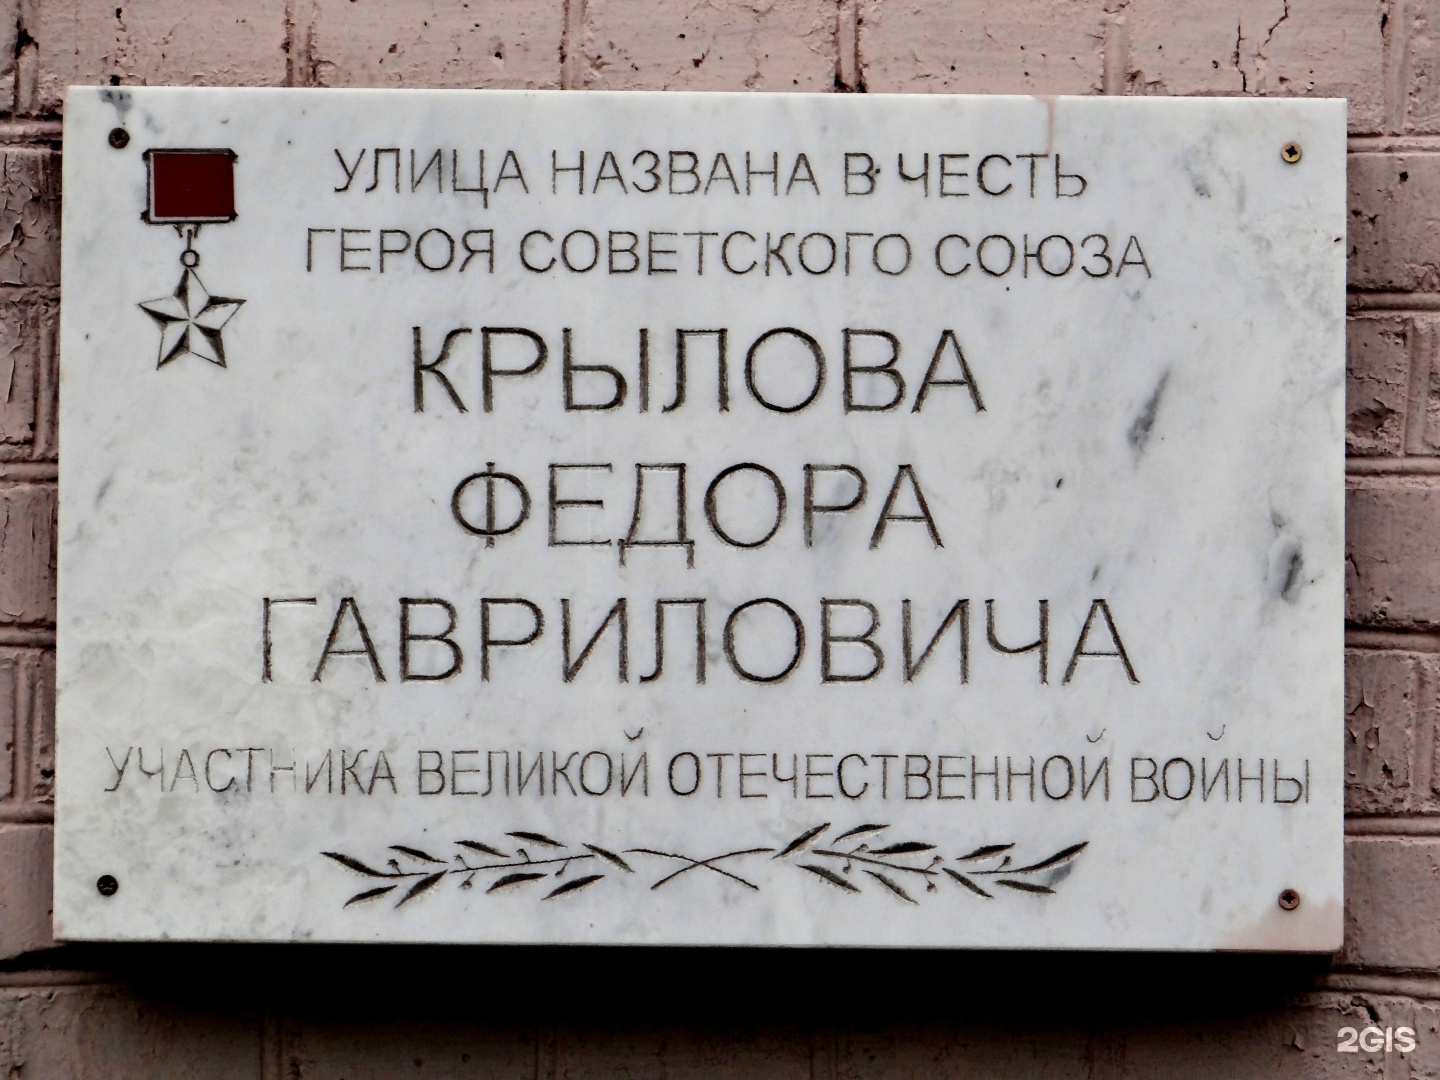 УЛИЦА НАЗВАНА В ЧЕСТЬ
ГЕРОЯ СОВЕТСКОГО СОЮЗА
КРЫЛОВА
ФЕДОРА
ГАВРИЛОВИЧА
УЧАСТНИКА ВЕЛИКОЙ ОТЕЧЕСТВЕННОЙ ВОЙНЫ
2GIS